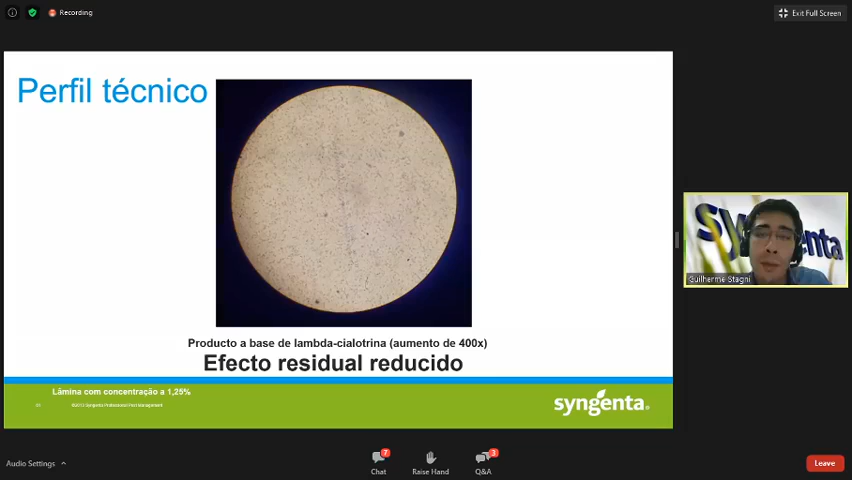 Recording
Exit Full Screen
Perfil técnico
Producto a base de lambda-cialotrina (aumento de 400x)
Efecto residual reducido
Lâmina com concentração a 1,25%
syngenta.
Guilherme Stagni
Audio Settings
7
Chat
Raise Hand
3
Q&A
Leave